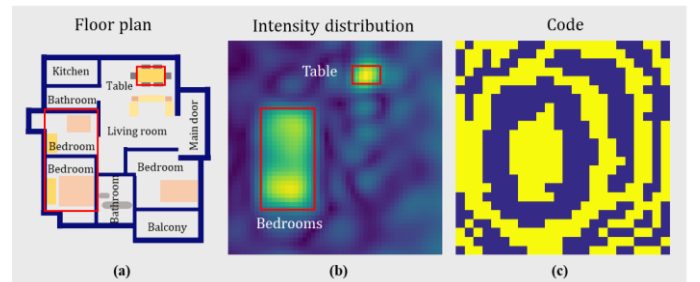 Floor plan
Intensity distribution
Code
Kitchen
Table
Bathroom
Living room
Main door
Bedroom
Bedroom
Bedroom
Bathroom
Balcony
Table
Bedrooms
(a)
(b)
(c)